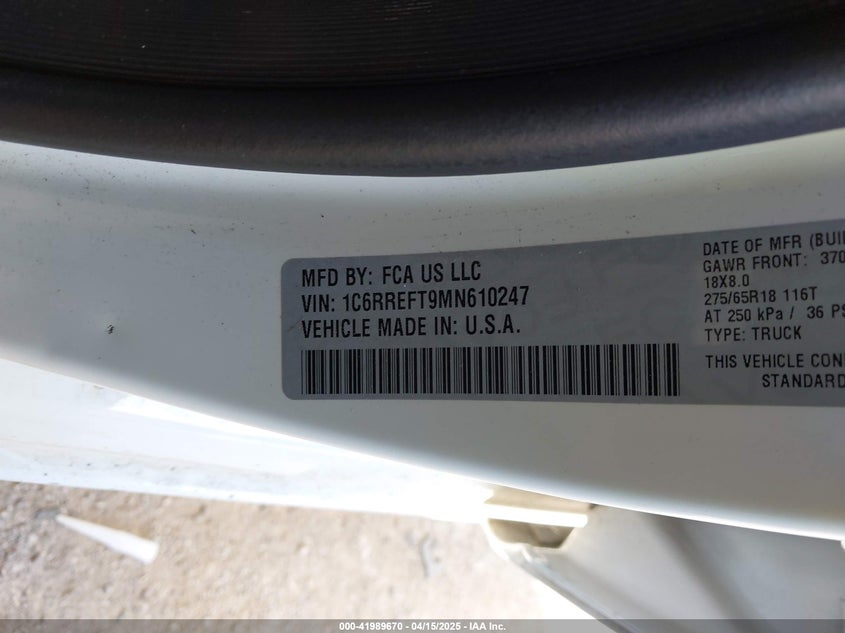 MFD BY: FCA US LLC
VIN: 1C6RREFT9MN610247
VEHICLE MADE IN: U.S.A.
DATE OF MFR (BUI
GAWR FRONT: 370
18X8.0
275/65R18 116T
AT 250 kPa / 36 PS
TYPE: TRUCK
THIS VEHICLE CON
STANDARD
000-41989670 - 04/15/2025 - IAA Inc.